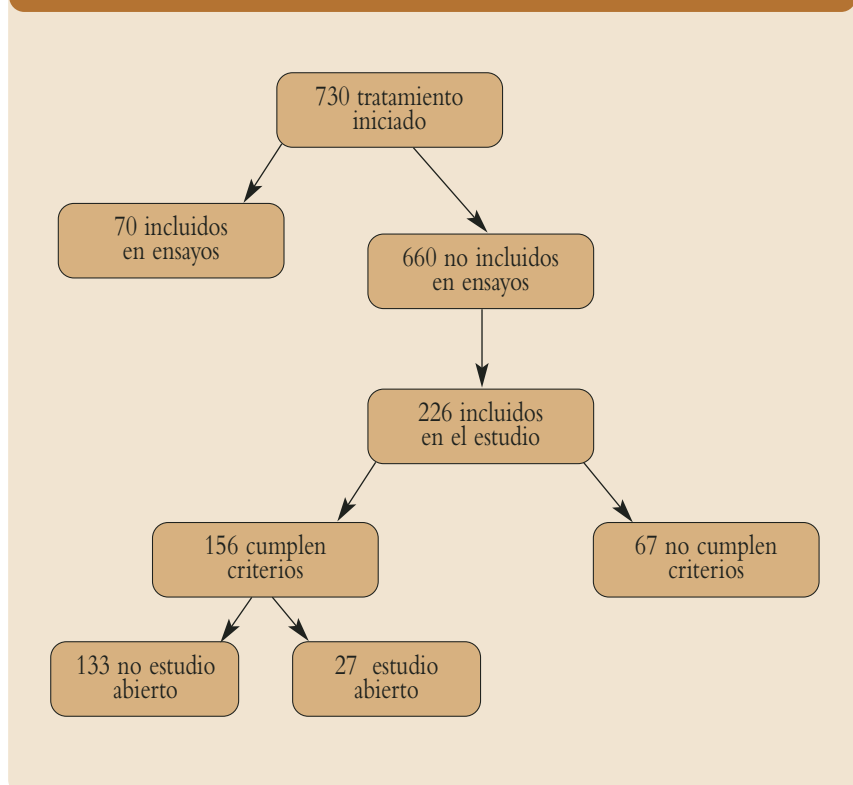 730 tratamiento
iniciado
70 incluidos
en ensayos
660 no incluidos
en ensayos
226 incluidos
en el estudio
156 cumplen
criterios
67 no cumplen
criterios
133 no estudio
abierto
27 estudio
abierto